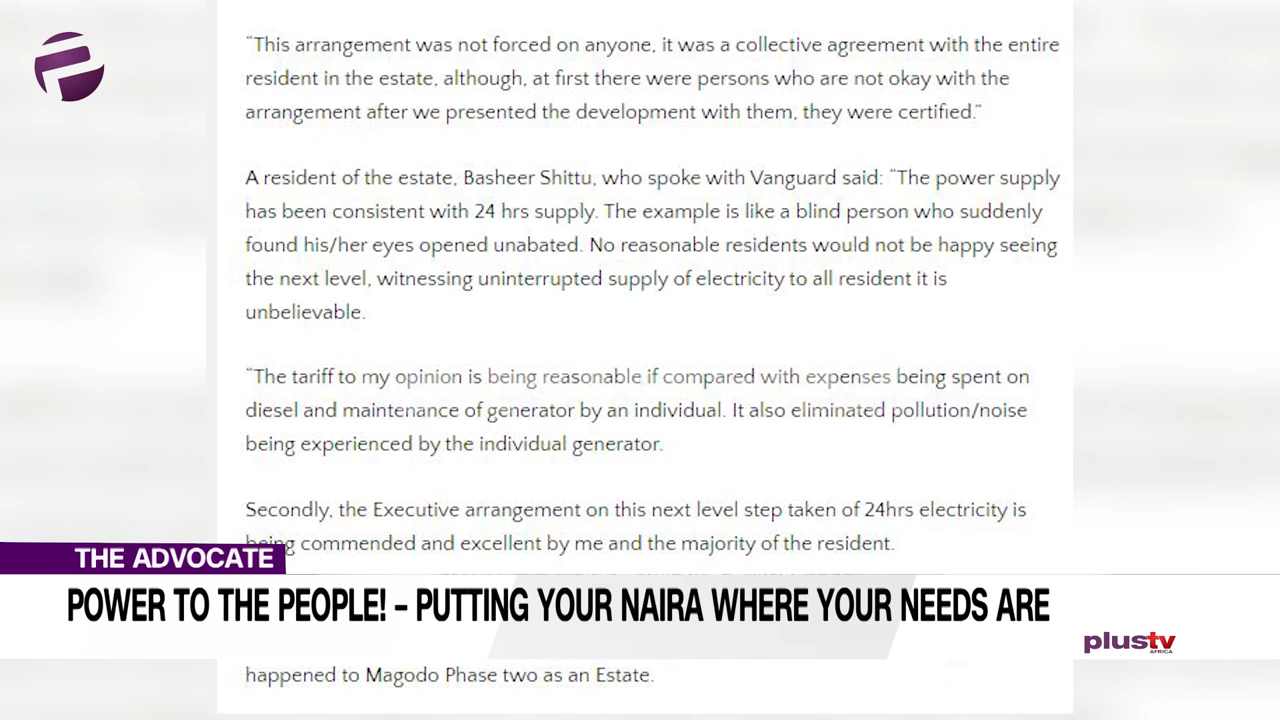 "This arrangement was not forced on anyone, it was a collective agreement with the entire
resident in the estate, although, at first there were persons who are not okay with the
arrangement after we presented the development with them, they were certified."
A resident of the estate, Basheer Shittu, who spoke with Vanguard said: "The power supply
has been consistent with 24 hrs supply. The example is like a blind person who suddenly
found his/her eyes opened unabated. No reasonable residents would not be happy seeing
the next level, witnessing uninterrupted supply of electricity to all resident it is
unbelievable.
"The tariff to my opinion is being reasonable if compared with expenses being spent on
diesel and maintenance of generator by an individual. It also eliminated pollution/noise
being experienced by the individual generator.
Secondly, the Executive arrangement on this next level step taken of 24hrs electricity is
being commended and excellent by me and the majority of the resident.
THE ADVOCATE
POWER TO THE PEOPLE! – PUTTING YOUR NAIRA WHERE YOUR NEEDS ARE
plustv
AFRICA
happened to Magodo Phase two as an Estate.